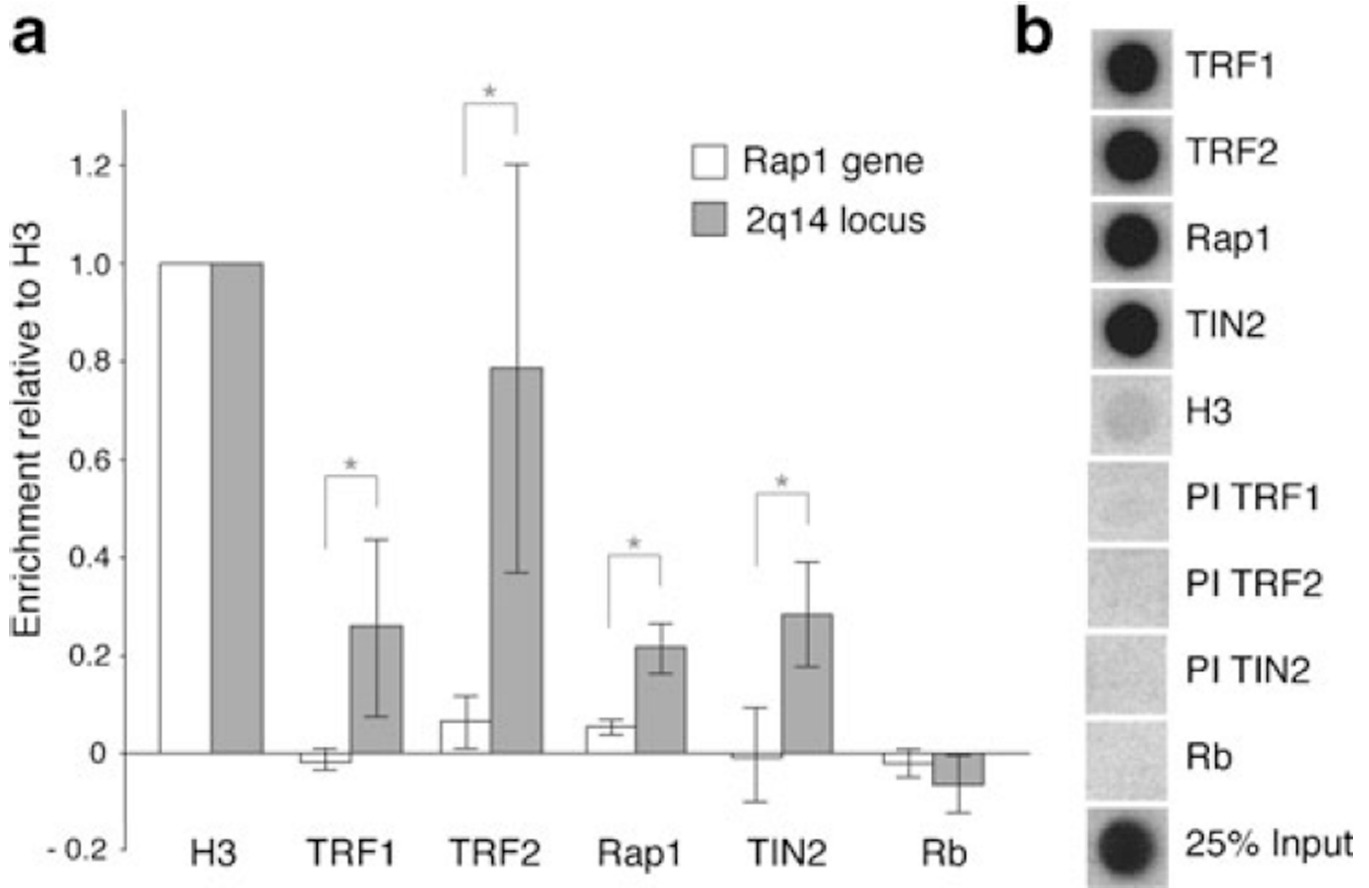 a
Enrichment relative to H3
1.2
1.0
0.8
0.6
0.4
0.2
0
- 0.2
*
*
*
*
Rap1 gene
2q14 locus
H3 TRF1 TRF2 Rap1 TIN2 Rb
b
TRF1
TRF2
Rap1
TIN2
H3
PI TRF1
PI TRF2
PI TIN2
Rb
25% Input